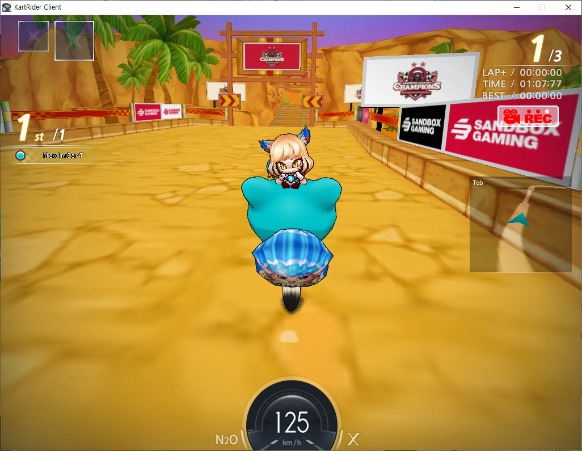 KartRider Client
1/3
LAP+ / 00:00:00
TIME / 01:07:77
BEST / 00:00:00
CHAMPIONS
REC
1st /1
SANDBOX
GAMING
SANDBOX
GAMING
Tab
125
km/h
N2O
X